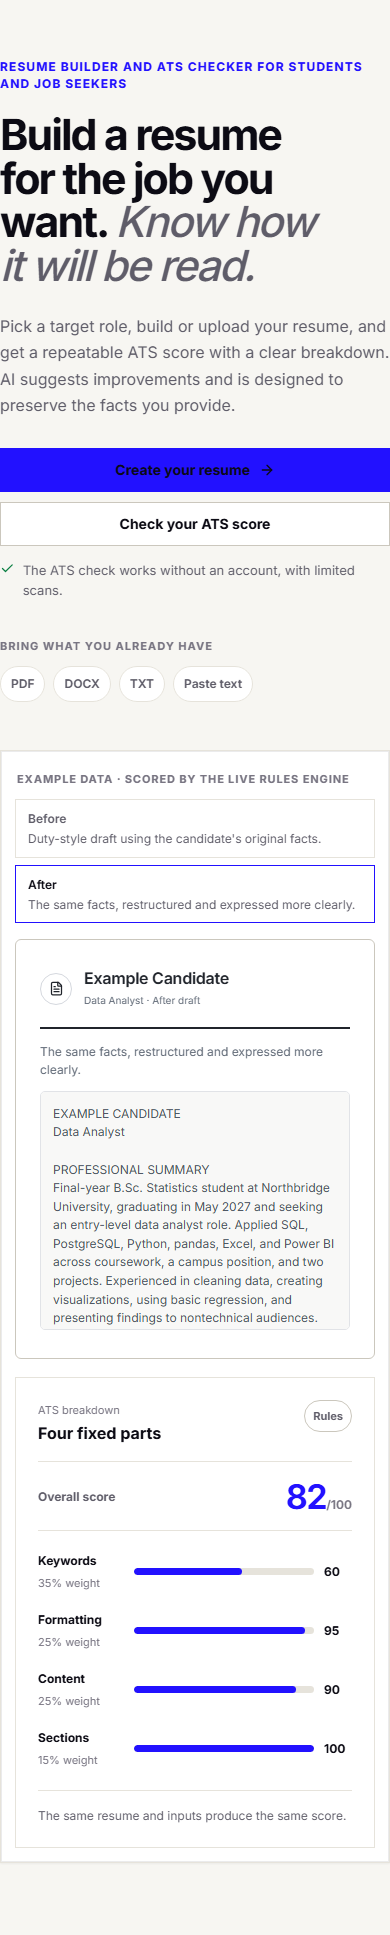 RESUME BUILDER AND ATS CHECKER FOR STUDENTS
AND JOB SEEKERS
Build a resume
for the job you
want. Know how
it will be read.
Pick a target role, build or upload your resume, and
get a repeatable ATS score with a clear breakdown.
AI suggests improvements and is designed to
preserve the facts you provide.
Create your resume →
Check your ATS score
The ATS check works without an account, with limited
scans.
BRING WHAT YOU ALREADY HAVE
PDF DOCX TXT Paste text
EXAMPLE DATA · SCORED BY THE LIVE RULES ENGINE
Before
Duty-style draft using the candidate's original facts.
After
The same facts, restructured and expressed more clearly.
Example Candidate
Data Analyst · After draft
The same facts, restructured and expressed more
clearly.
EXAMPLE CANDIDATE
Data Analyst
PROFESSIONAL SUMMARY
Final-year B.Sc. Statistics student at Northbridge
University, graduating in May 2027 and seeking
an entry-level data analyst role. Applied SQL,
PostgreSQL, Python, pandas, Excel, and Power BI
across coursework, a campus position, and two
projects. Experienced in cleaning data, creating
visualizations, using basic regression, and
presenting findings to nontechnical audiences.
ATS breakdown
Four fixed parts
Rules
Overall score
82/100
Keywords
35% weight
60
Formatting
25% weight
95
Content
25% weight
90
Sections
15% weight
100
The same resume and inputs produce the same score.